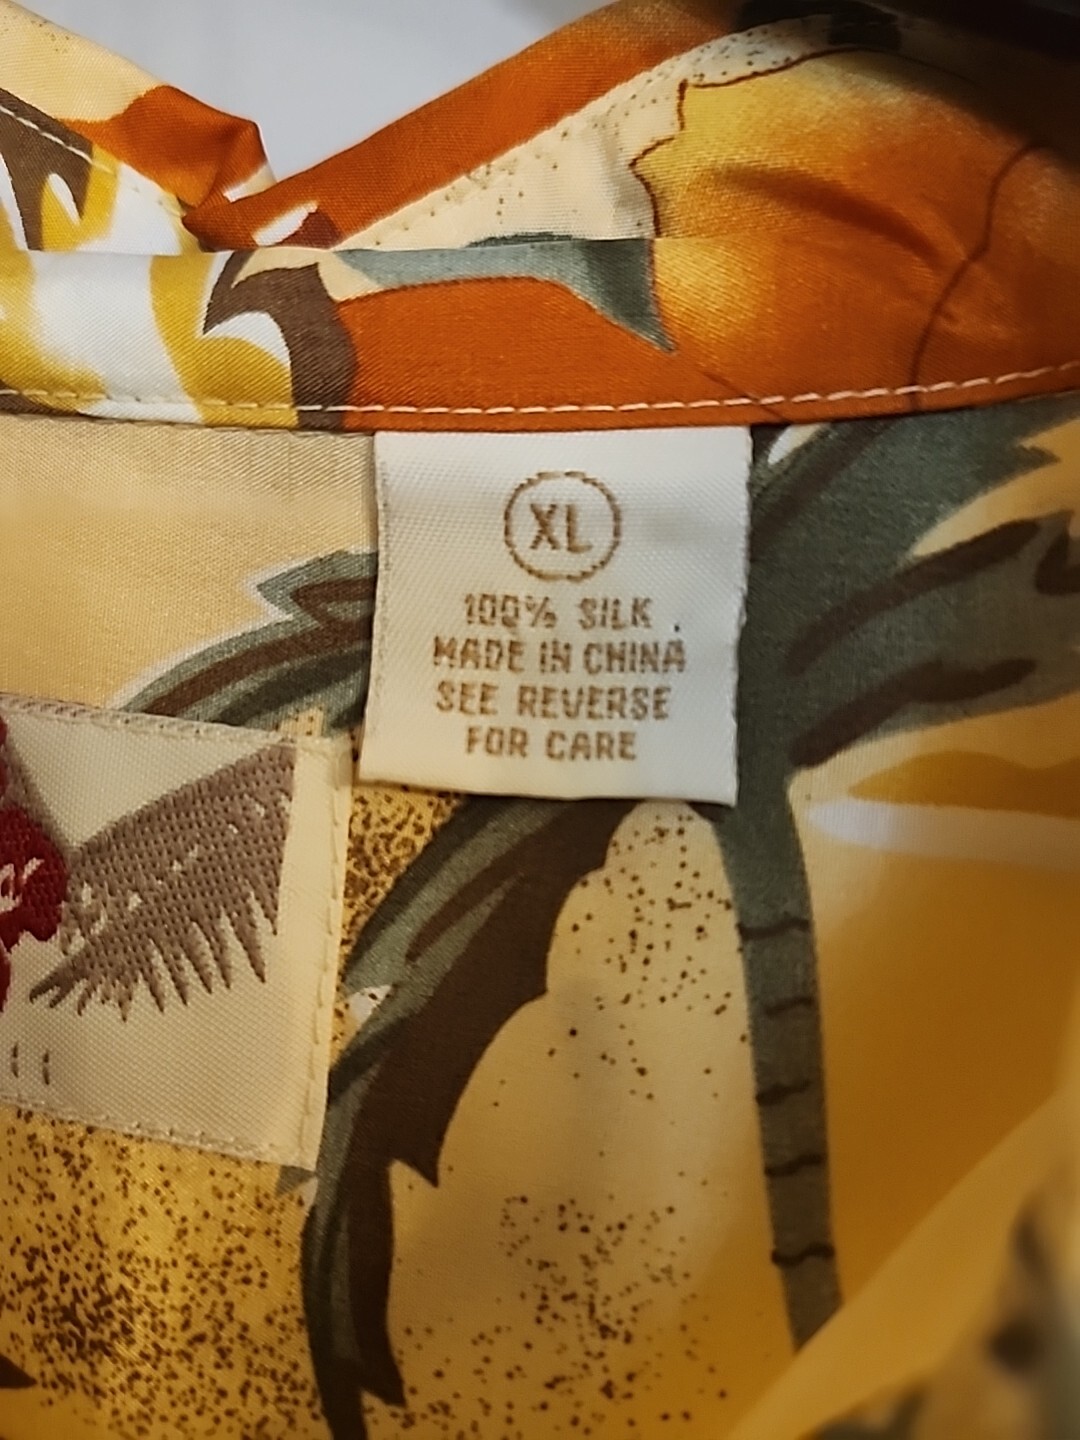 XL
100% SILK
MADE IN CHINA
SEE REVERSE
FOR CARE